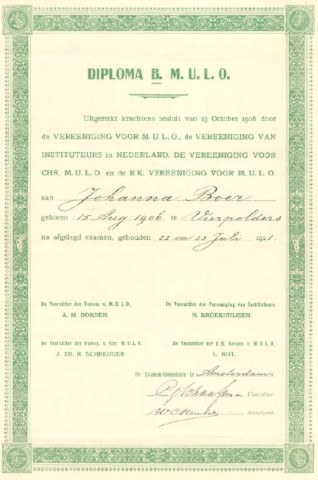 DIPLOMA B. M. U. L. O.
Uitgereikt krachtens besluit van 13 October 1908 door
de VEREENIGING VOOR M. U. L. O., de VEREENIGING VAN
INSTITUTEURS in NEDERLAND, DE VEREENIGING VOOR
CHR. M. U. L. O. en de R.K. VEREENIGING VOOR M. U. L. O.
aan Johanna Boer
geboren 15 Aug 1906 te Vierpolders
na afgelegd examen, gehouden 22 en 23 Juli 1921.
De Voorzitter der Vereen. v. M. U. L. O.,
De Voorzitter der Vereeniging van Instituteurs,
A. M. DORNEN.
N. BROEKHUIJSEN.
De Voorzitter der Vereen. v. Chr. M. U. L. O.
De Voorzitter der R.K. Vereen. v. M. U. L. O.,
J. TH. R. SCHREUDER.
L. ROT.
De Examen-Commissie te Amsterdam
Voorzitter
Secretaris